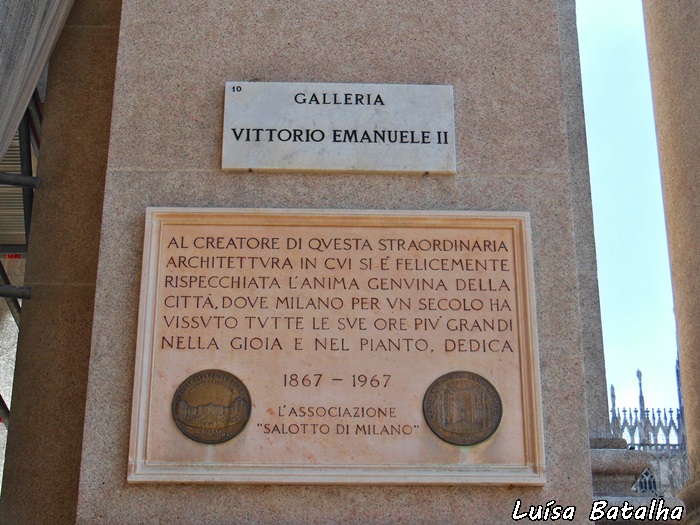 10
GALLERIA
VITTORIO EMANUELE II
AL CREATORE DI QVESTA STRAORDINARIA
ARCHITETTVRA IN CVI SI É FELICEMENTE
RISPECCHIATA L'ANIMA GENVINA DELLA
CITTÁ, DOVE MILANO PER VN SECOLO HA
VISSVTO TVTTE LE SVE ORE PIV' GRANDI
NELLA GIOIA E NEL PIANTO, DEDICA
1867 - 1967
L'ASSOCIAZIONE
"SALOTTO DI MILANO"
Luísa Batalha